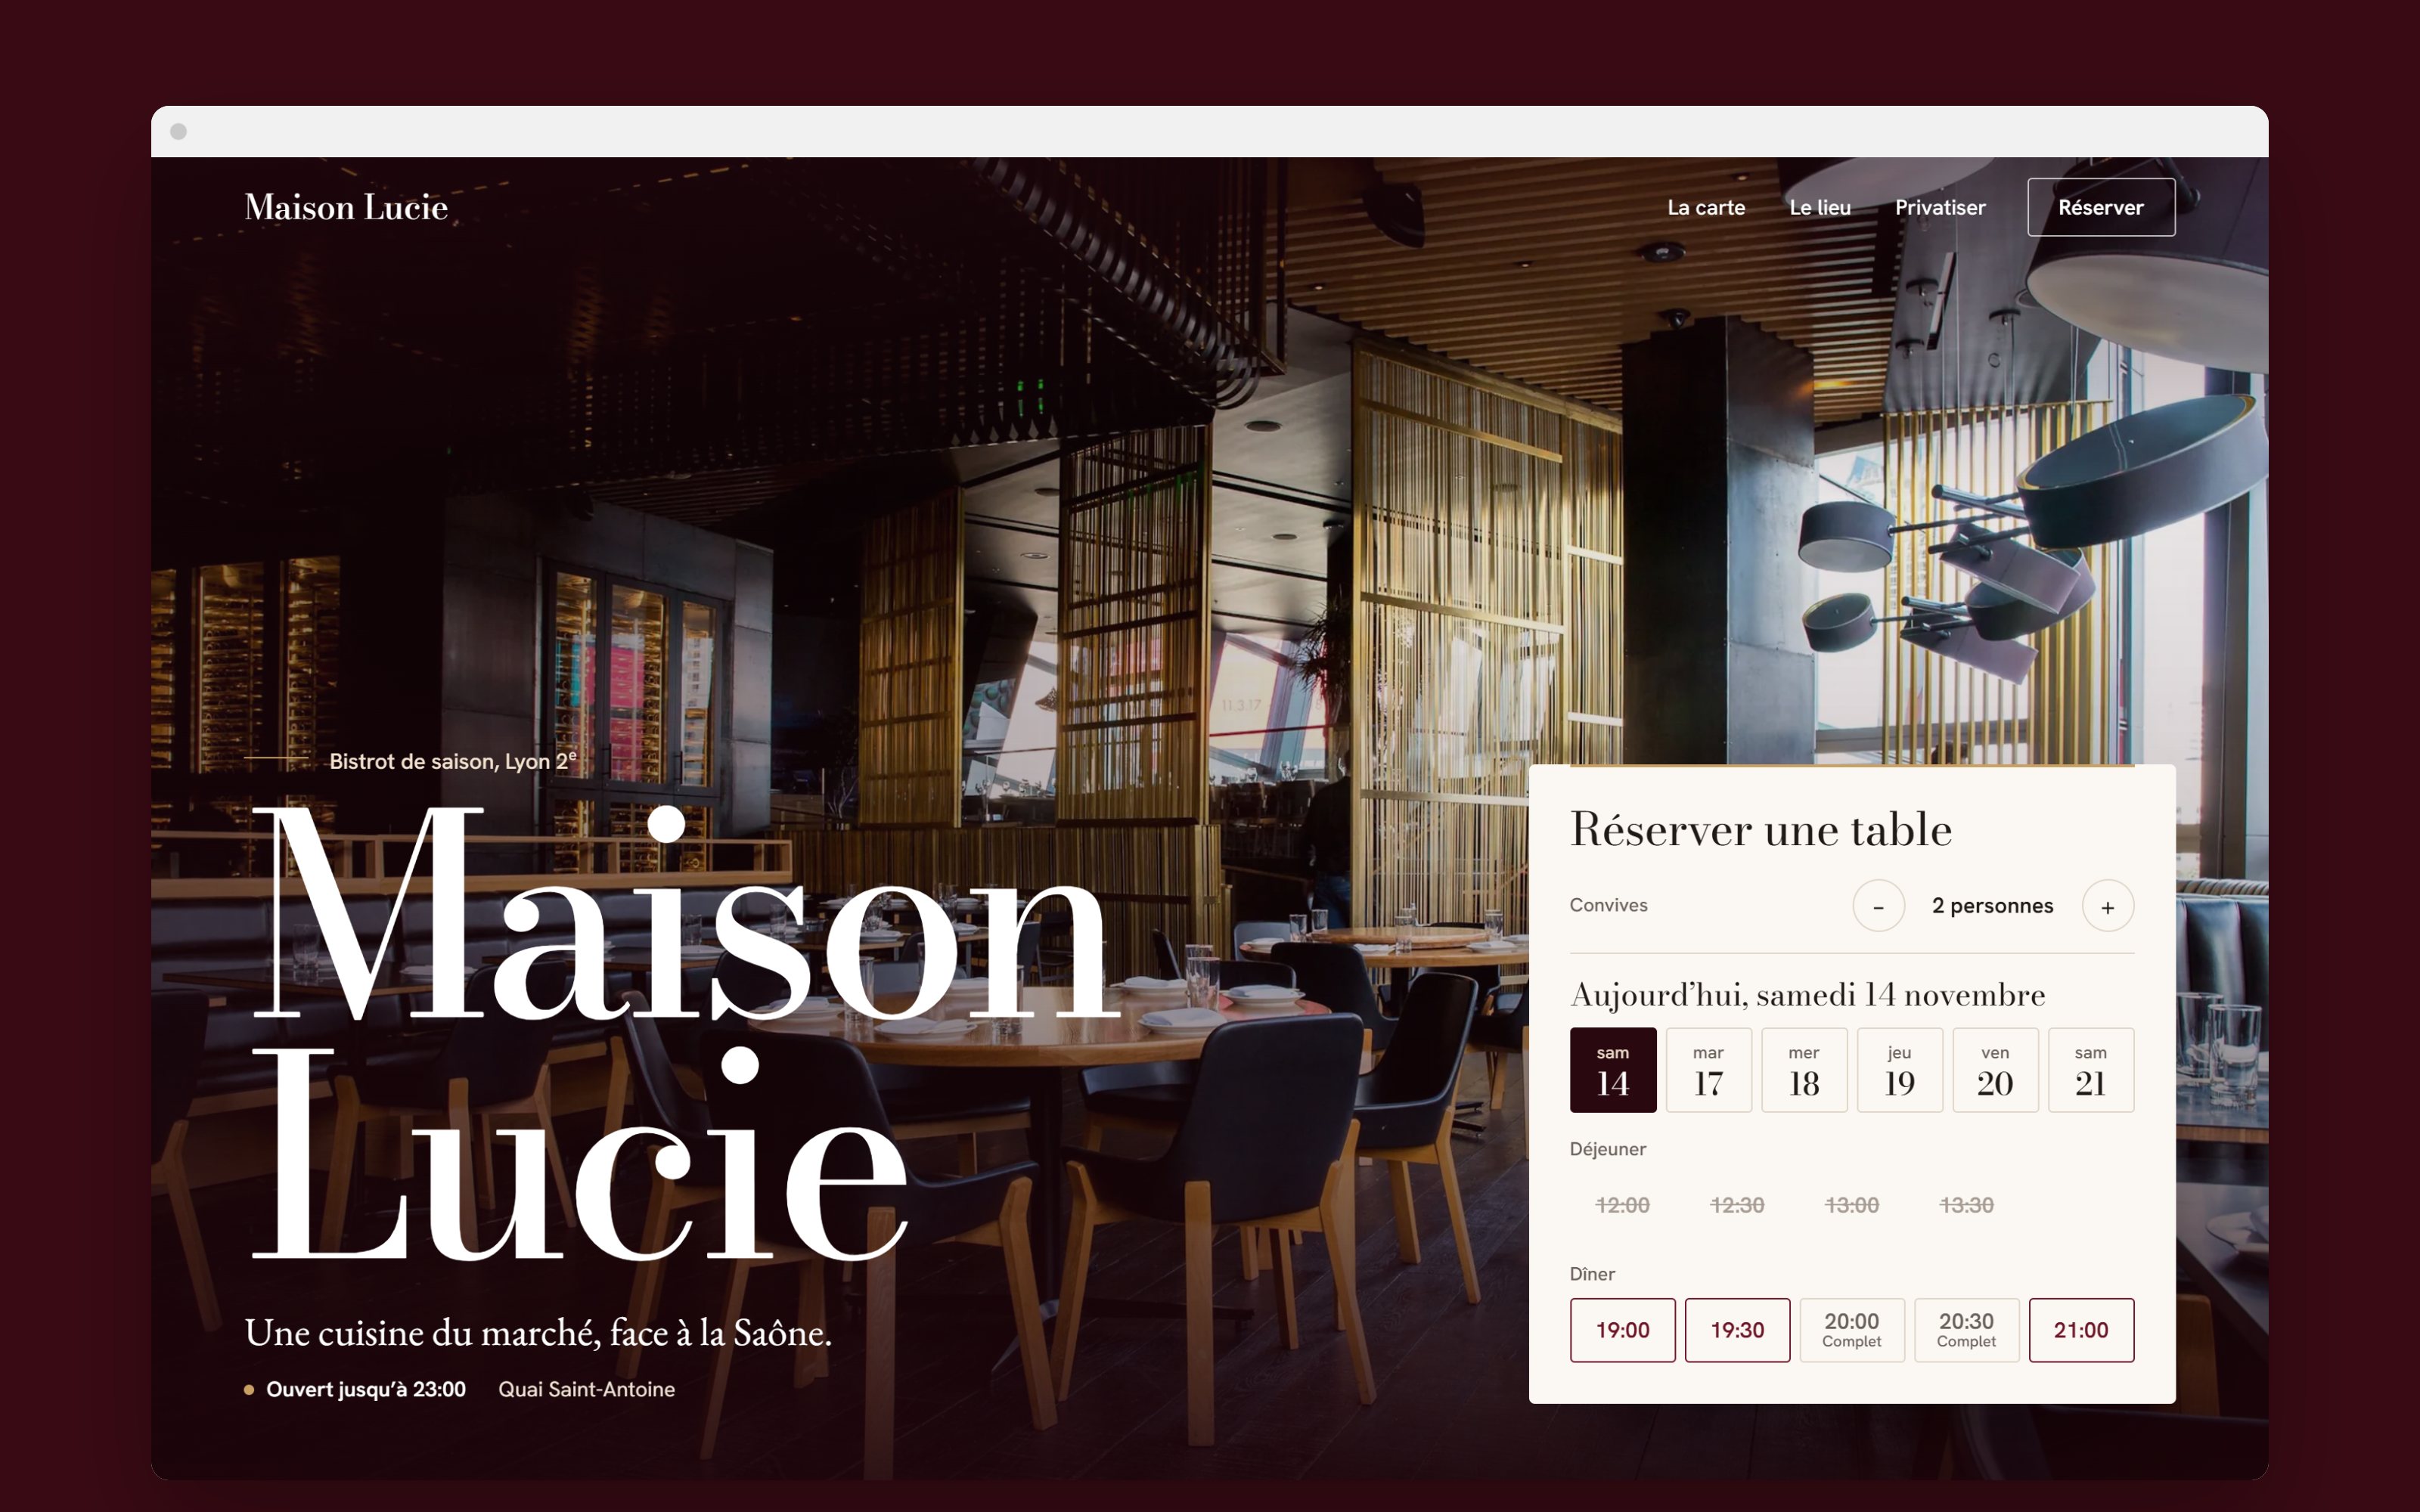 Maison Lucie
La carte
Le lieu
Privatiser
Réserver
Bistrot de saison, Lyon 2ᵉ
Maison
Lucie
Une cuisine du marché, face à la Saône.
Ouvert jusqu’à 23:00
Quai Saint-Antoine
Réserver une table
Convives
–
2 personnes
+
Aujourd’hui, samedi 14 novembre
sam
14
mar
17
mer
18
jeu
19
ven
20
sam
21
Déjeuner
12:00
12:30
13:00
13:30
Dîner
19:00
19:30
20:00
Complet
20:30
Complet
21:00